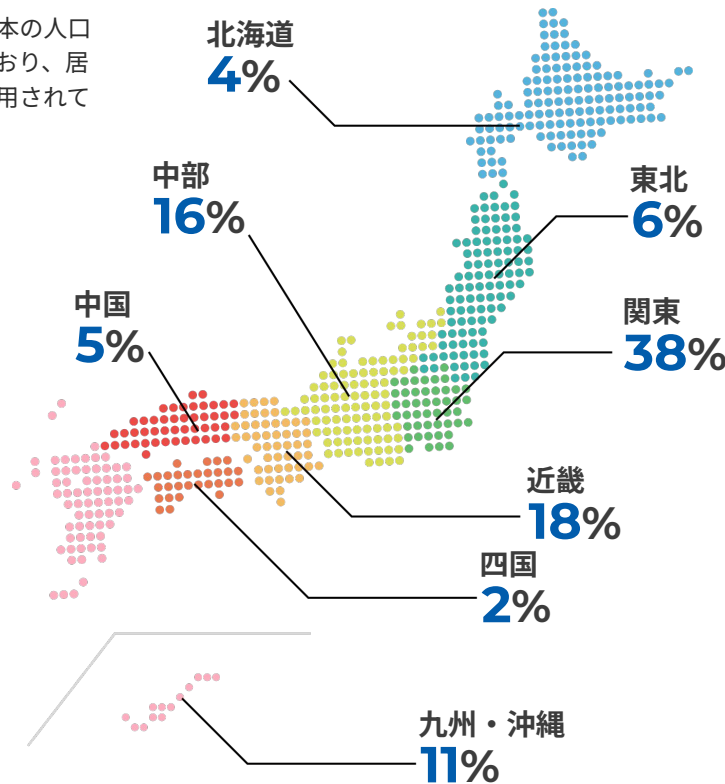 本の人口
おり、居
用されて
北海道
4%
中部
16%
東北
6%
中国
5%
関東
38%
近畿
18%
四国
2%
九州・沖縄
11%